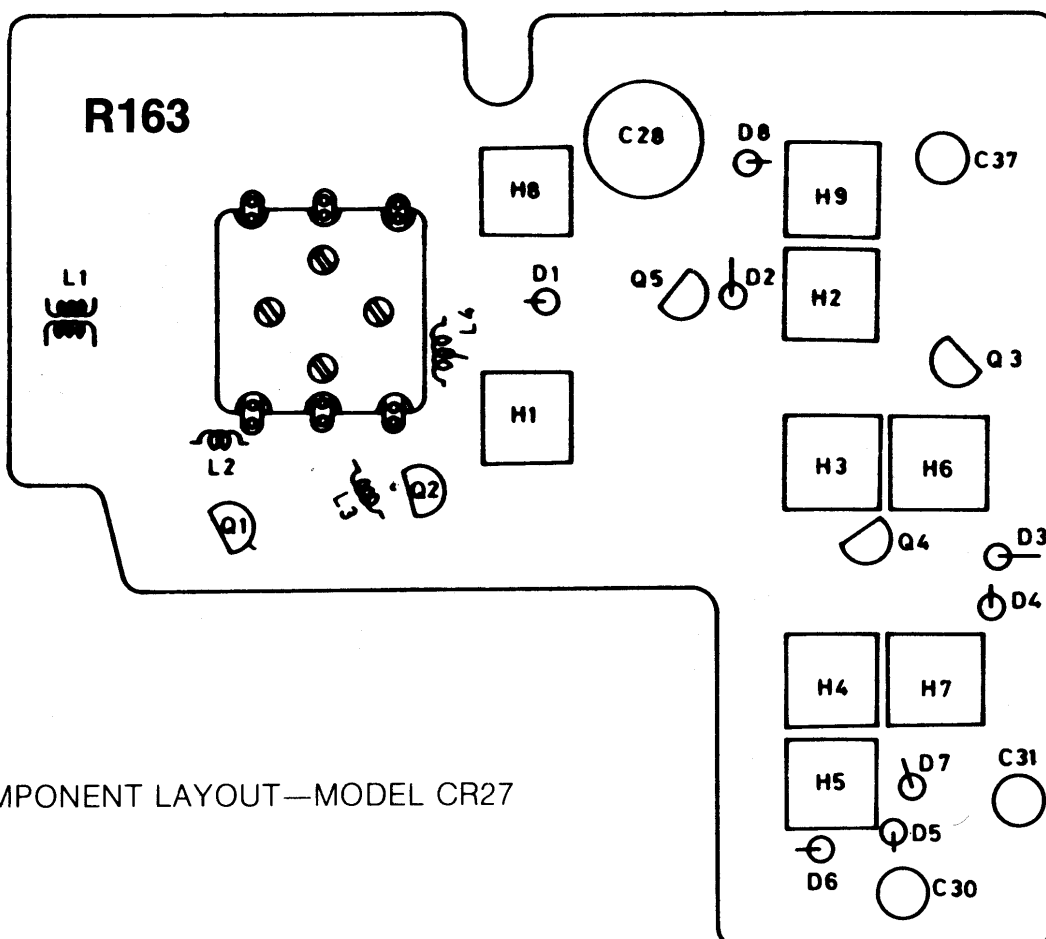 R163
C28
D8
C37
H8
H9
L1
D1
Q5
D2
H2
L4
Q3
H1
L2
H3
H6
L3
Q2
Q1
Q4
D3
D4
H4
H7
C31
D7
H5
MPONENT LAYOUT—MODEL CR27
D5
D6
C30